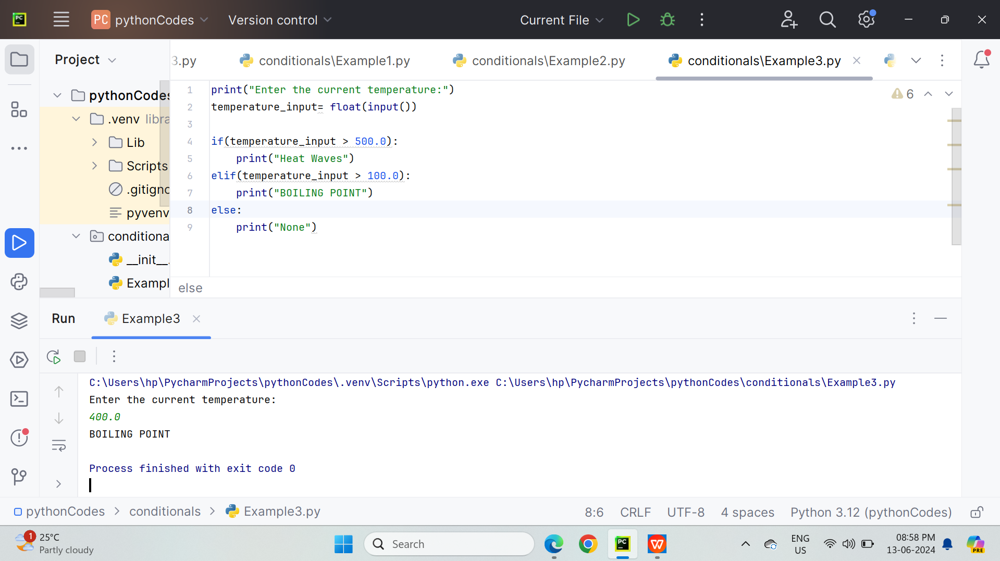 PC pythonCodes Version control Current File
Project
3.py conditionals\Example1.py conditionals\Example2.py conditionals\Example3.py
pythonCodes
.venv libra
Lib
Scripts
.gitigno
pyvenv
conditiona
__init__.
Exampl
1 print("Enter the current temperature:")
2 temperature_input= float(input())
3
4 if(temperature_input > 500.0):
5     print("Heat Waves")
6 elif(temperature_input > 100.0):
7     print("BOILING POINT")
8 else:
9     print("None")
6
else
Run Example3
C:\Users\hp\PycharmProjects\pythonCodes\.venv\Scripts\python.exe C:\Users\hp\PycharmProjects\pythonCodes\conditionals\Example3.py
Enter the current temperature:
400.0
BOILING POINT
Process finished with exit code 0
pythonCodes > conditionals > Example3.py 8:6 CRLF UTF-8 4 spaces Python 3.12 (pythonCodes)
1 25°C
Partly cloudy
Search
PC
W
ENG
US
08:58 PM
13-06-2024
PRE